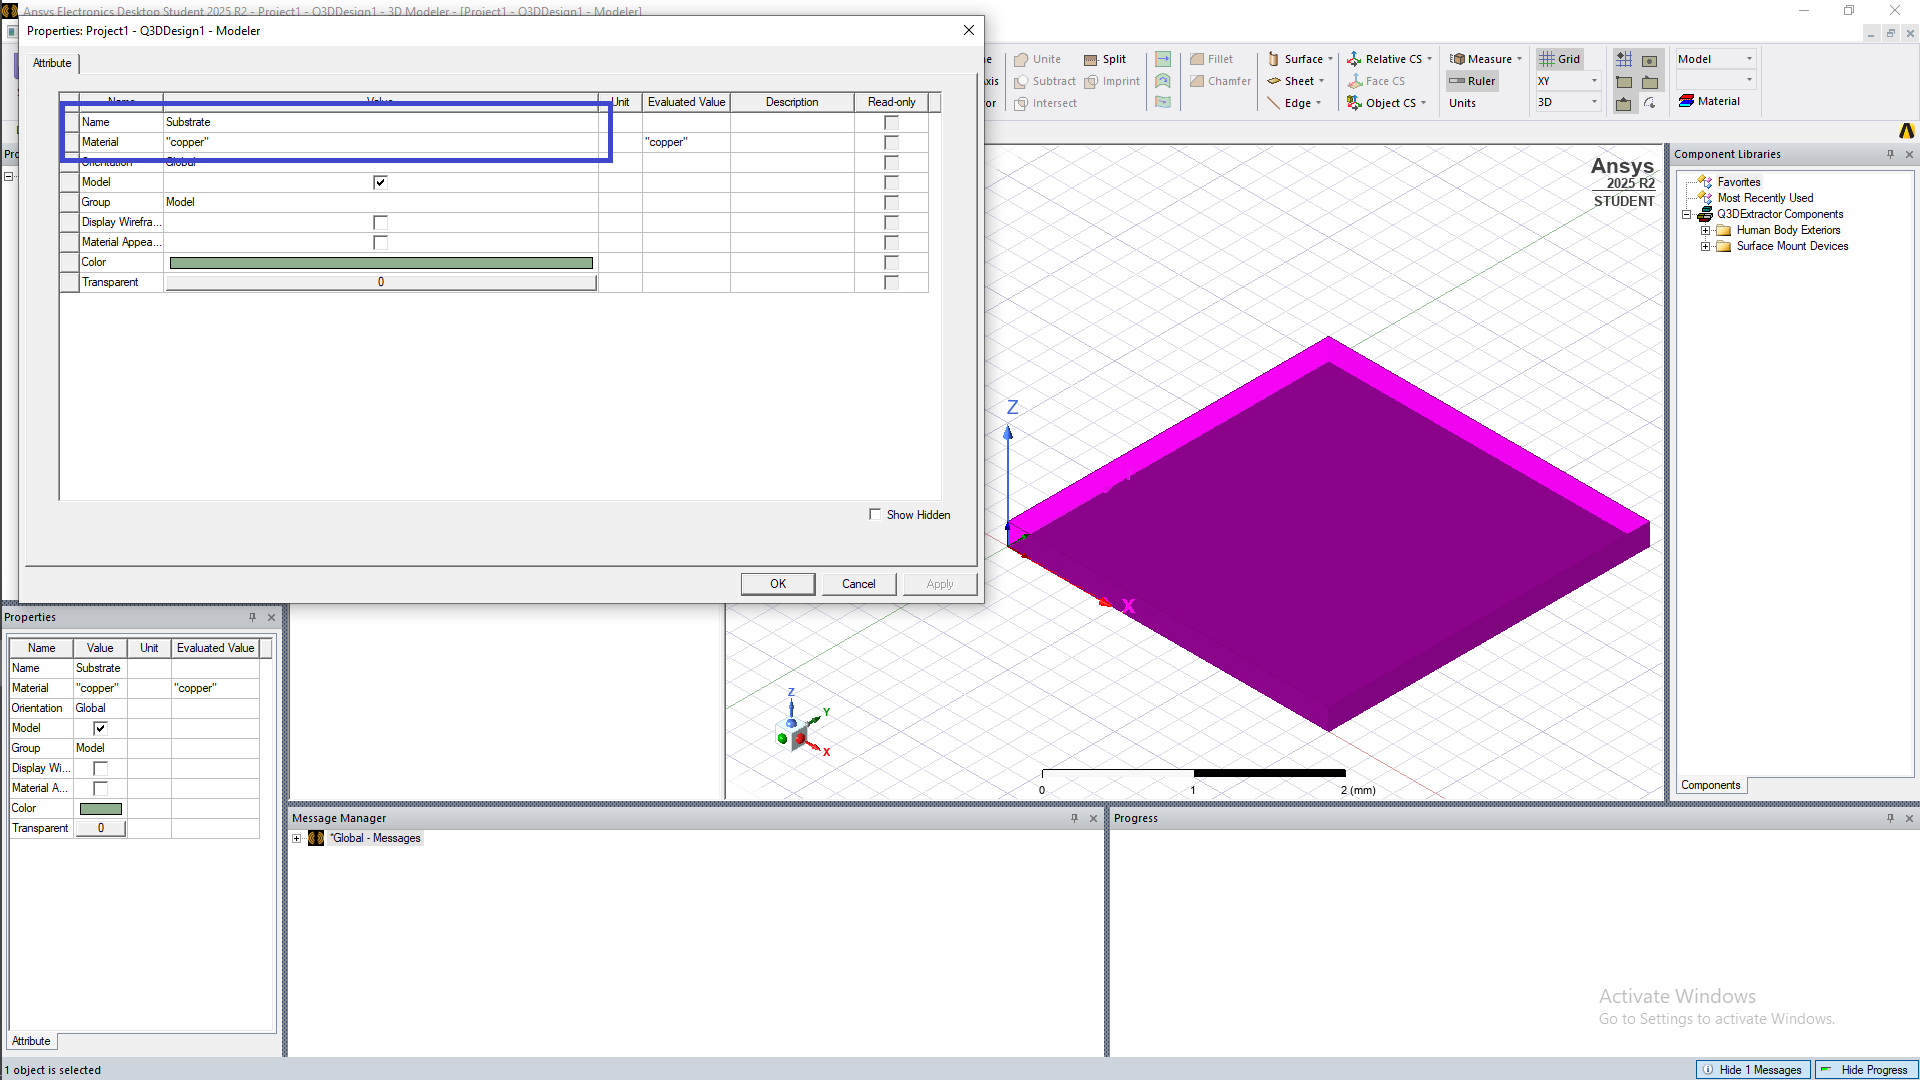 Ansys Electronics Desktop Student 2025 R2 - Project1 - Q3DDesign1 - 3D Modeler - [Project1 - Q3DDesign1 - Modeler]
Properties: Project1 - Q3DDesign1 - Modeler
Attribute
Name Value Unit Evaluated Value Description Read-only
Name Substrate
Material "copper" "copper"
Orientation Global
Model
Group Model
Display Wirefra...
Material Appea...
Color
Transparent 0
Show Hidden
OK Cancel Apply
Unite Split Fillet Surface Relative CS Measure Grid Model
Subtract Imprint Chamfer Sheet Face CS Ruler XY
Intersect Edge Object CS Units 3D Material
Component Libraries
Favorites
Most Recently Used
Q3DExtractor Components
Human Body Exteriors
Surface Mount Devices
Components
Ansys
2025 R2
STUDENT
Z
X
Z
Y
X
0 1 2 (mm)
Properties
Name Value Unit Evaluated Value
Name Substrate
Material "copper" "copper"
Orientation Global
Model
Group Model
Display Wi...
Material A...
Color
Transparent 0
Attribute
Message Manager
*Global - Messages
Progress
Activate Windows
Go to Settings to activate Windows.
1 object is selected
Hide 1 Messages Hide Progress